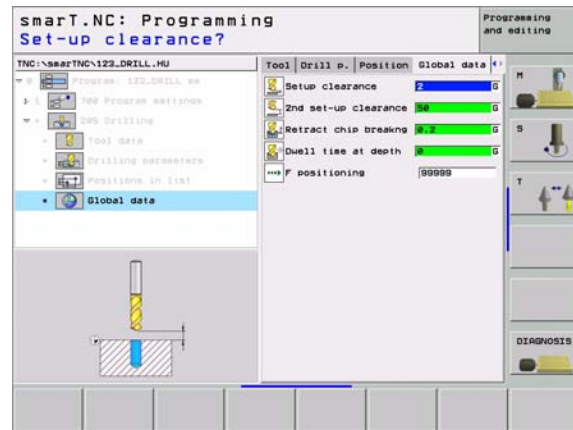 smarT.NC: Programming
Set-up clearance?
Programming
and editing
TNC:\smarTNC\123_DRILL.HU
0 Program: 123_DRILL mm
1 700 Program settings
205 Drilling
Tool data
Drilling parameters
Positions in list
Global data
Tool Drill p. Position Global data
Setup clearance 2 G
2nd set-up clearance 50 G
Retract chip breakng 0.2 G
Dwell time at depth 0 G
F positioning 99999
M
S
T
DIAGNOSIS